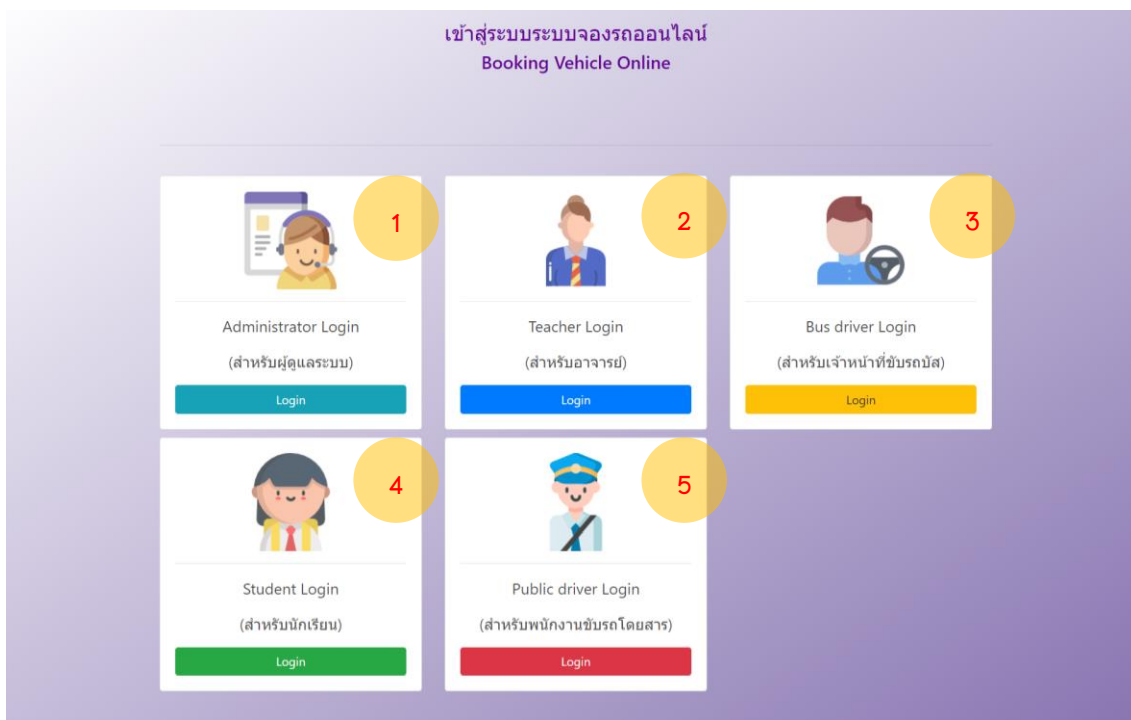 เข้าสู่ระบบระบบจองรถออนไลน์
Booking Vehicle Online
1
Administrator Login
(สำหรับผู้ดูแลระบบ)
Login
2
Teacher Login
(สำหรับอาจารย์)
Login
3
Bus driver Login
(สำหรับเจ้าหน้าที่ขับรถบัส)
Login
4
Student Login
(สำหรับนักเรียน)
Login
5
Public driver Login
(สำหรับพนักงานขับรถโดยสาร)
Login